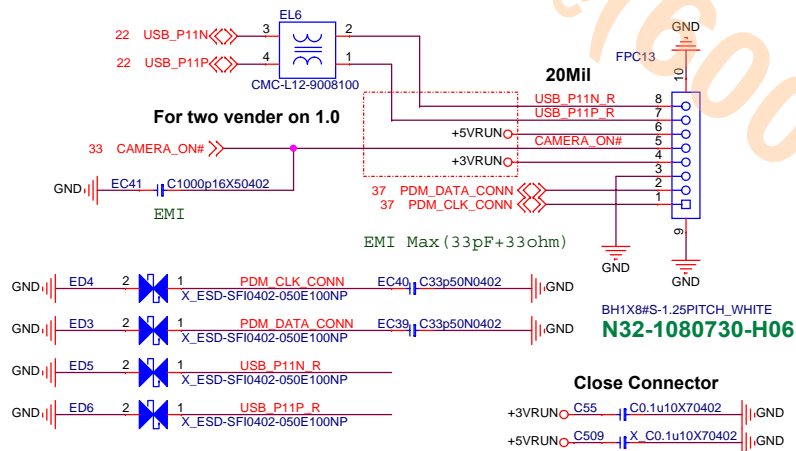 EL6
22 USB_P11N 3 2
22 USB_P11P 4 1
CMC-L12-9008100
GND
FPC13
10
20Mil
For two vender on 1.0
USB_P11N_R 8
USB_P11P_R 7
+5VRUN 6
33 CAMERA_ON# CAMERA_ON# 5
+3VRUN 4
3
37 PDM_DATA_CONN 2
37 PDM_CLK_CONN 1
GND EC41 C1000p16X50402
EMI
9
EMI Max(33pF+33ohm)
GND
GND
GND ED4 2 1 PDM_CLK_CONN EC40 C33p50N0402 GND
X_ESD-SFI0402-050E100NP
GND ED3 2 1 PDM_DATA_CONN EC39 C33p50N0402 GND
X_ESD-SFI0402-050E100NP
BH1X8#S-1.25PITCH_WHITE
N32-1080730-H06
GND ED5 2 1 USB_P11N_R
X_ESD-SFI0402-050E100NP
GND ED6 2 1 USB_P11P_R
X_ESD-SFI0402-050E100NP
Close Connector
+3VRUN C55 C0.1u10X70402 GND
+5VRUN C509 X_C0.1u10X70402 GND